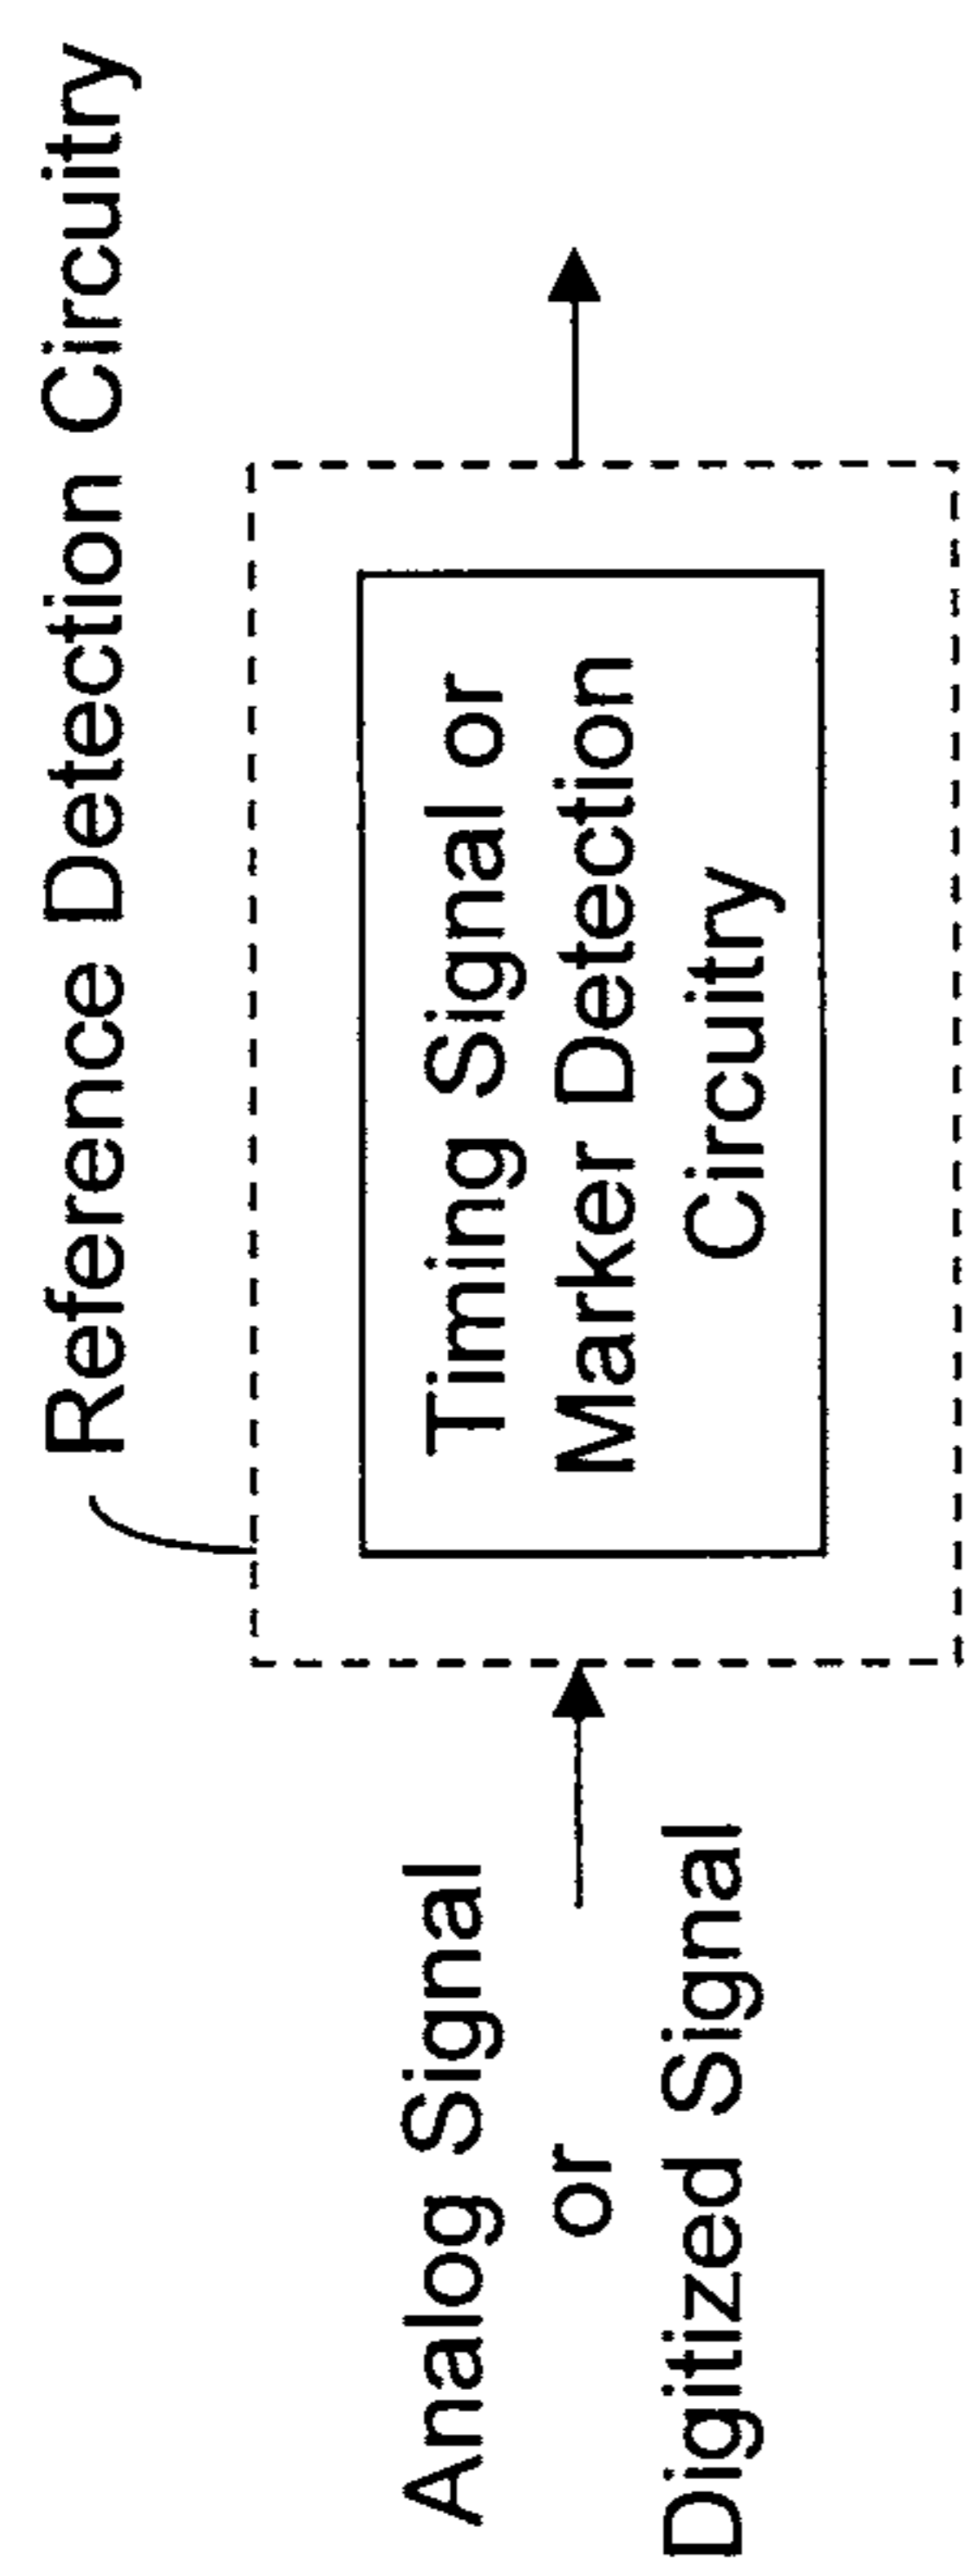 Reference Detection Circuitry
Analog Signal
or
Digitized Signal
Timing Signal or
Marker Detection
Circuitry